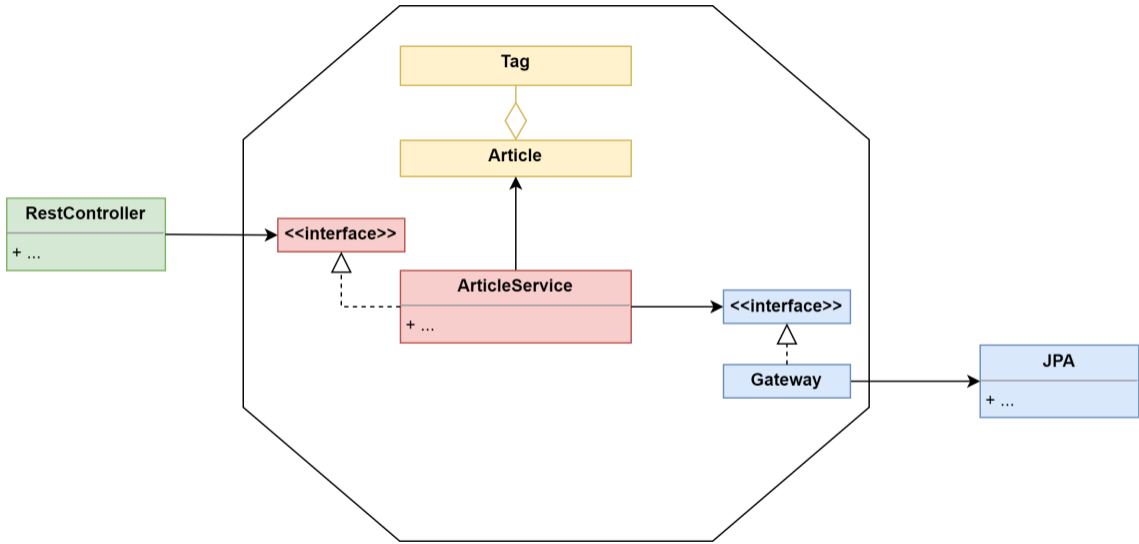 Tag
Article
RestController
+ ...
<<interface>>
ArticleService
+ ...
<<interface>>
Gateway
JPA
+ ...